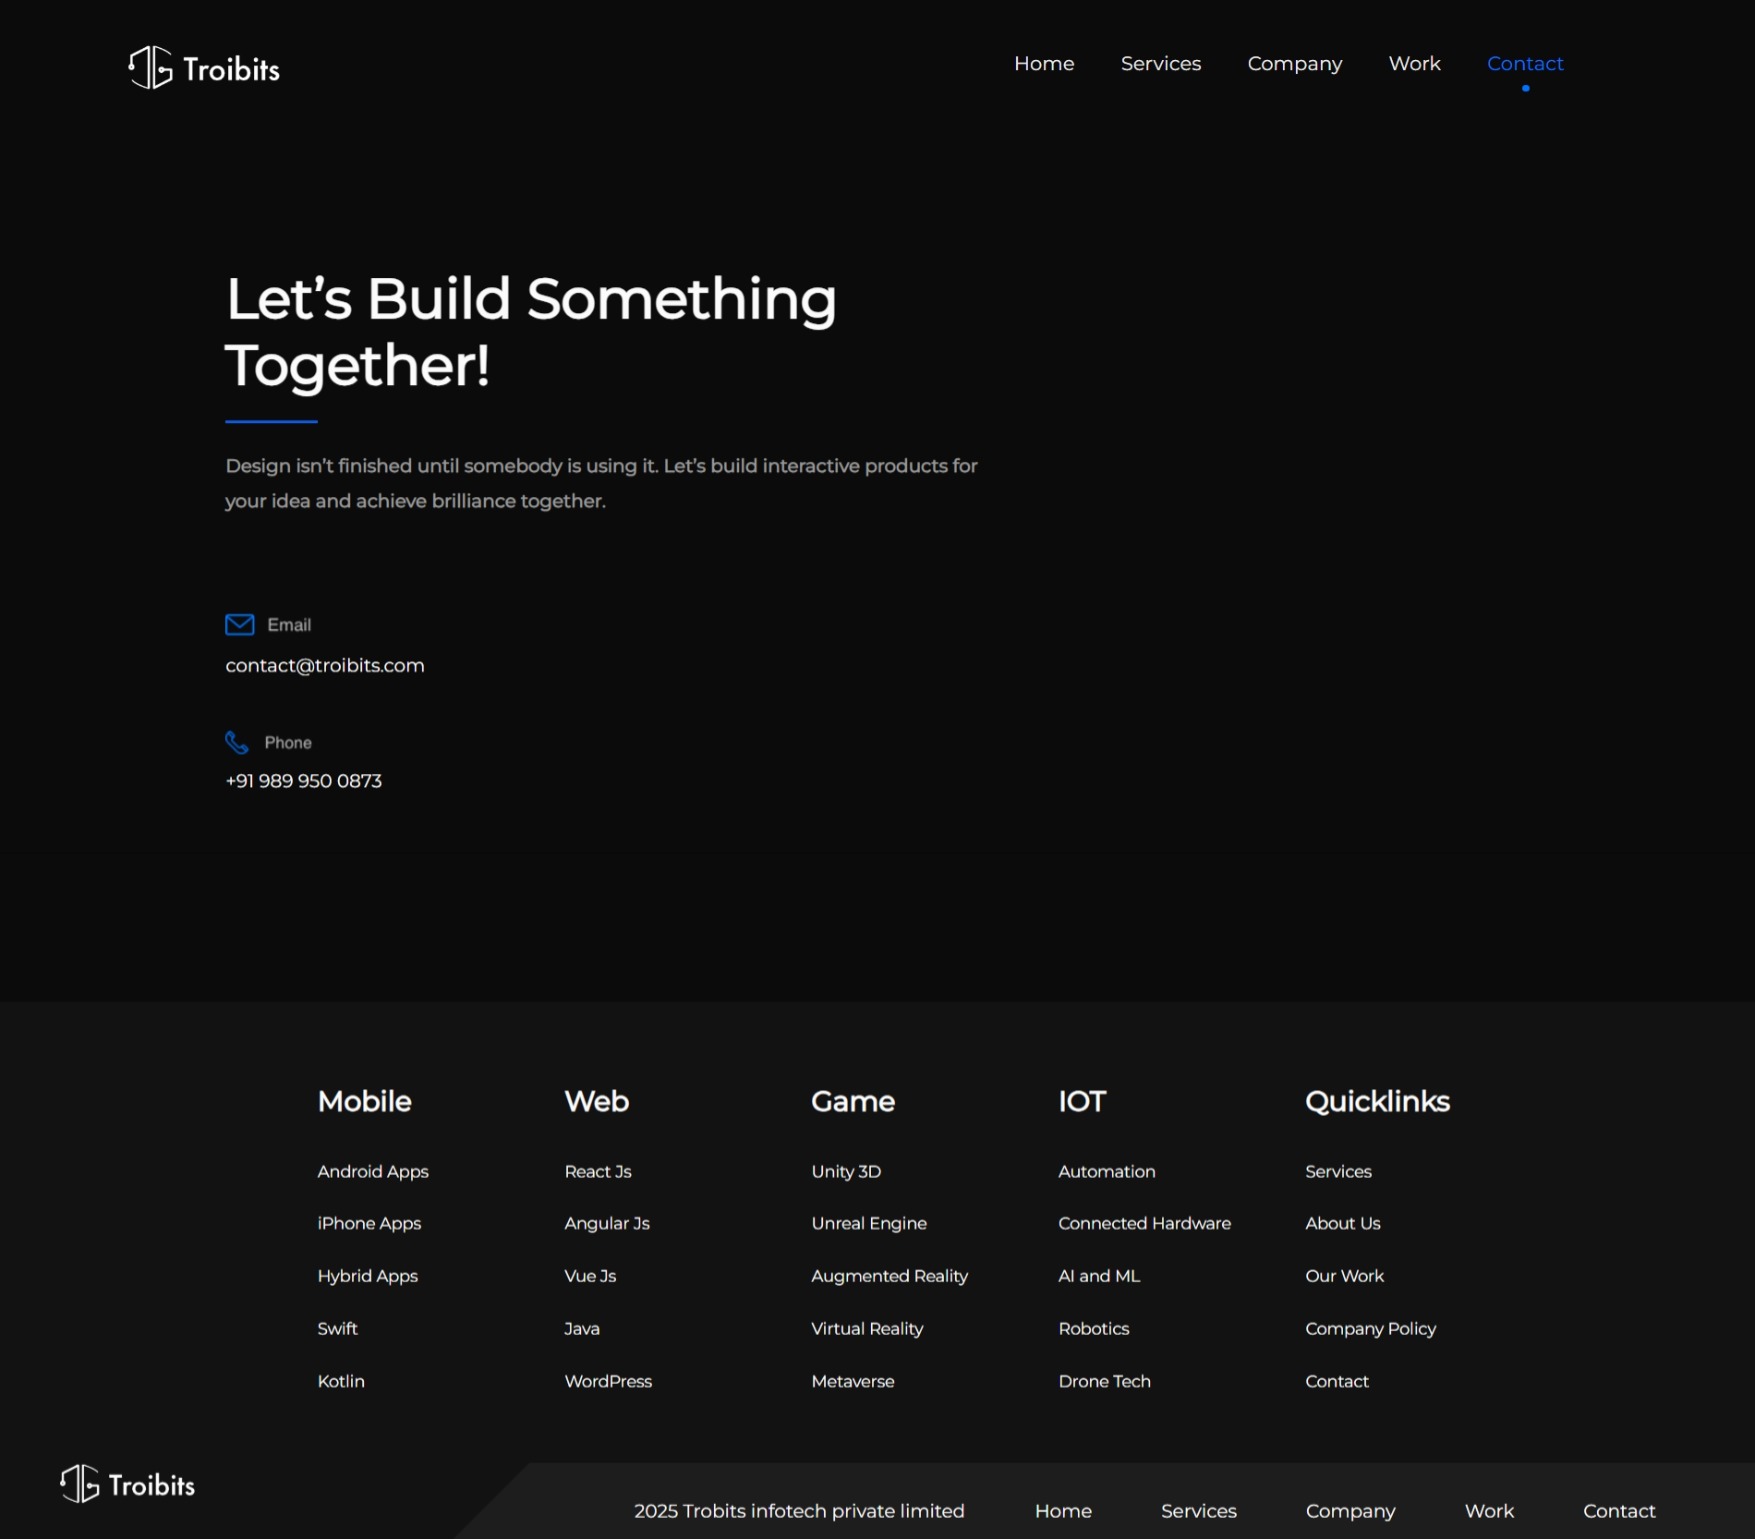 Troibits
Home Services Company Work Contact
Let’s Build Something
Together!
Design isn’t finished until somebody is using it. Let’s build interactive products for
your idea and achieve brilliance together.
Email
contact@troibits.com
Phone
+91 989 950 0873
Mobile
Android Apps
iPhone Apps
Hybrid Apps
Swift
Kotlin
Web
React Js
Angular Js
Vue Js
Java
WordPress
Game
Unity 3D
Unreal Engine
Augmented Reality
Virtual Reality
Metaverse
IOT
Automation
Connected Hardware
AI and ML
Robotics
Drone Tech
Quicklinks
Services
About Us
Our Work
Company Policy
Contact
Troibits
2025 Trobits infotech private limited Home Services Company Work Contact